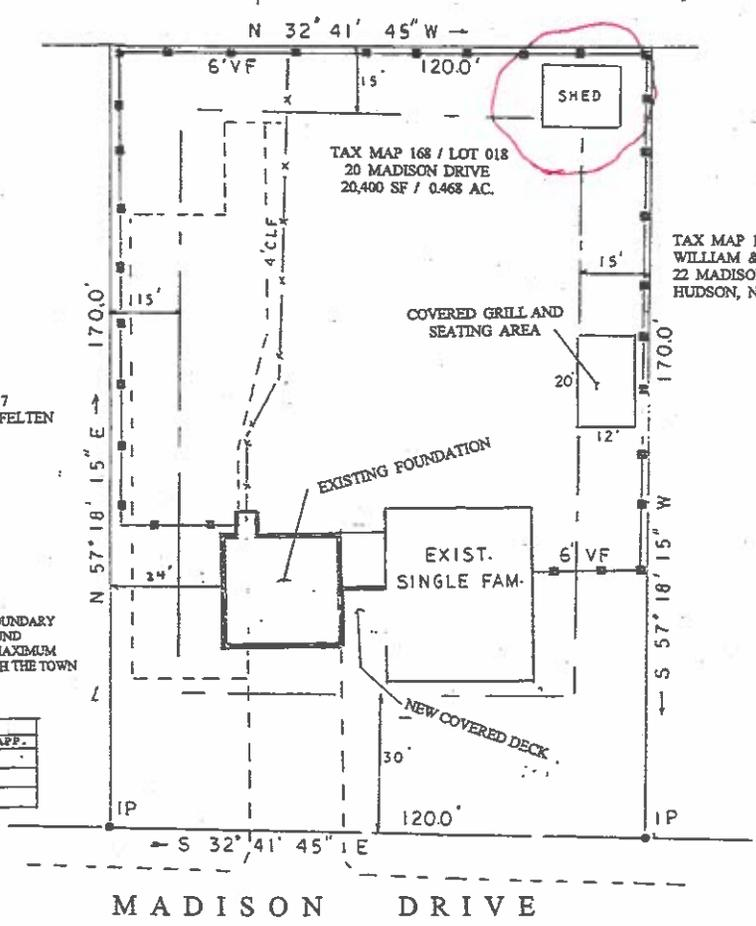 N 32° 41' 45" W →
6' VF
120.0'
15'
SHED
TAX MAP 168 / LOT 018
20 MADISON DRIVE
20,400 SF / 0.468 AC.
4' CLF
15'
TAX MAP 1
WILLIAM &
22 MADISO
HUDSON, N
15'
COVERED GRILL AND
SEATING AREA
170.0'
170.0'
20'
12'
7
FELTEN
N 57° 18' 15" E →
EXISTING FOUNDATION
EXIST.
SINGLE FAM.
6' VF
24'
S 57° 18' 15" W
OUNDARY
UND
MAXIMUM
H THE TOWN
NEW COVERED DECK
APP.
30'
IP
120.0'
IP
← S 32° 41' 45" E
MADISON DRIVE